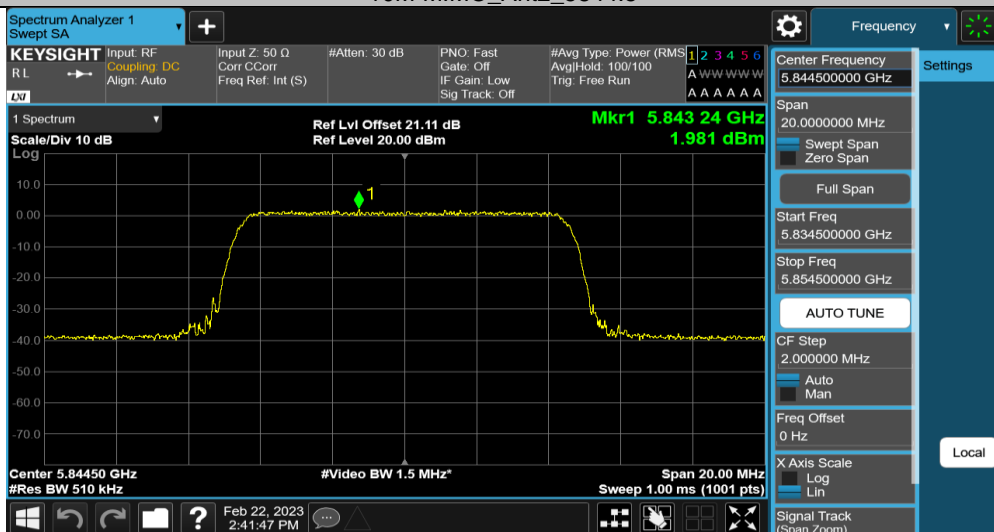 Spectrum Analyzer 1
Swept SA
+
Frequency
KEYSIGHT
R L
LXI
Input: RF
Coupling: DC
Align: Auto
Input Z: 50 Ω
Corr CCorr
Freq Ref: Int (S)
#Atten: 30 dB
PNO: Fast
Gate: Off
IF Gain: Low
Sig Track: Off
#Avg Type: Power (RMS
Avg|Hold: 100/100
Trig: Free Run
1 2 3 4 5 6
A W W W W W
A A A A A A
1 Spectrum
Scale/Div 10 dB
Log
Ref Lvl Offset 21.11 dB
Ref Level 20.00 dBm
Mkr1 5.843 24 GHz
1.981 dBm
1
10.0
0.00
-10.0
-20.0
-30.0
-40.0
-50.0
-60.0
-70.0
Center 5.84450 GHz
#Res BW 510 kHz
#Video BW 1.5 MHz*
Span 20.00 MHz
Sweep 1.00 ms (1001 pts)
Center Frequency
5.844500000 GHz
Settings
Span
20.0000000 MHz
Swept Span
Zero Span
Full Span
Start Freq
5.834500000 GHz
Stop Freq
5.854500000 GHz
AUTO TUNE
CF Step
2.000000 MHz
Auto
Man
Freq Offset
0 Hz
Local
X Axis Scale
Log
Lin
Signal Track
(Span Zoom)
?
Feb 22, 2023
2:41:47 PM